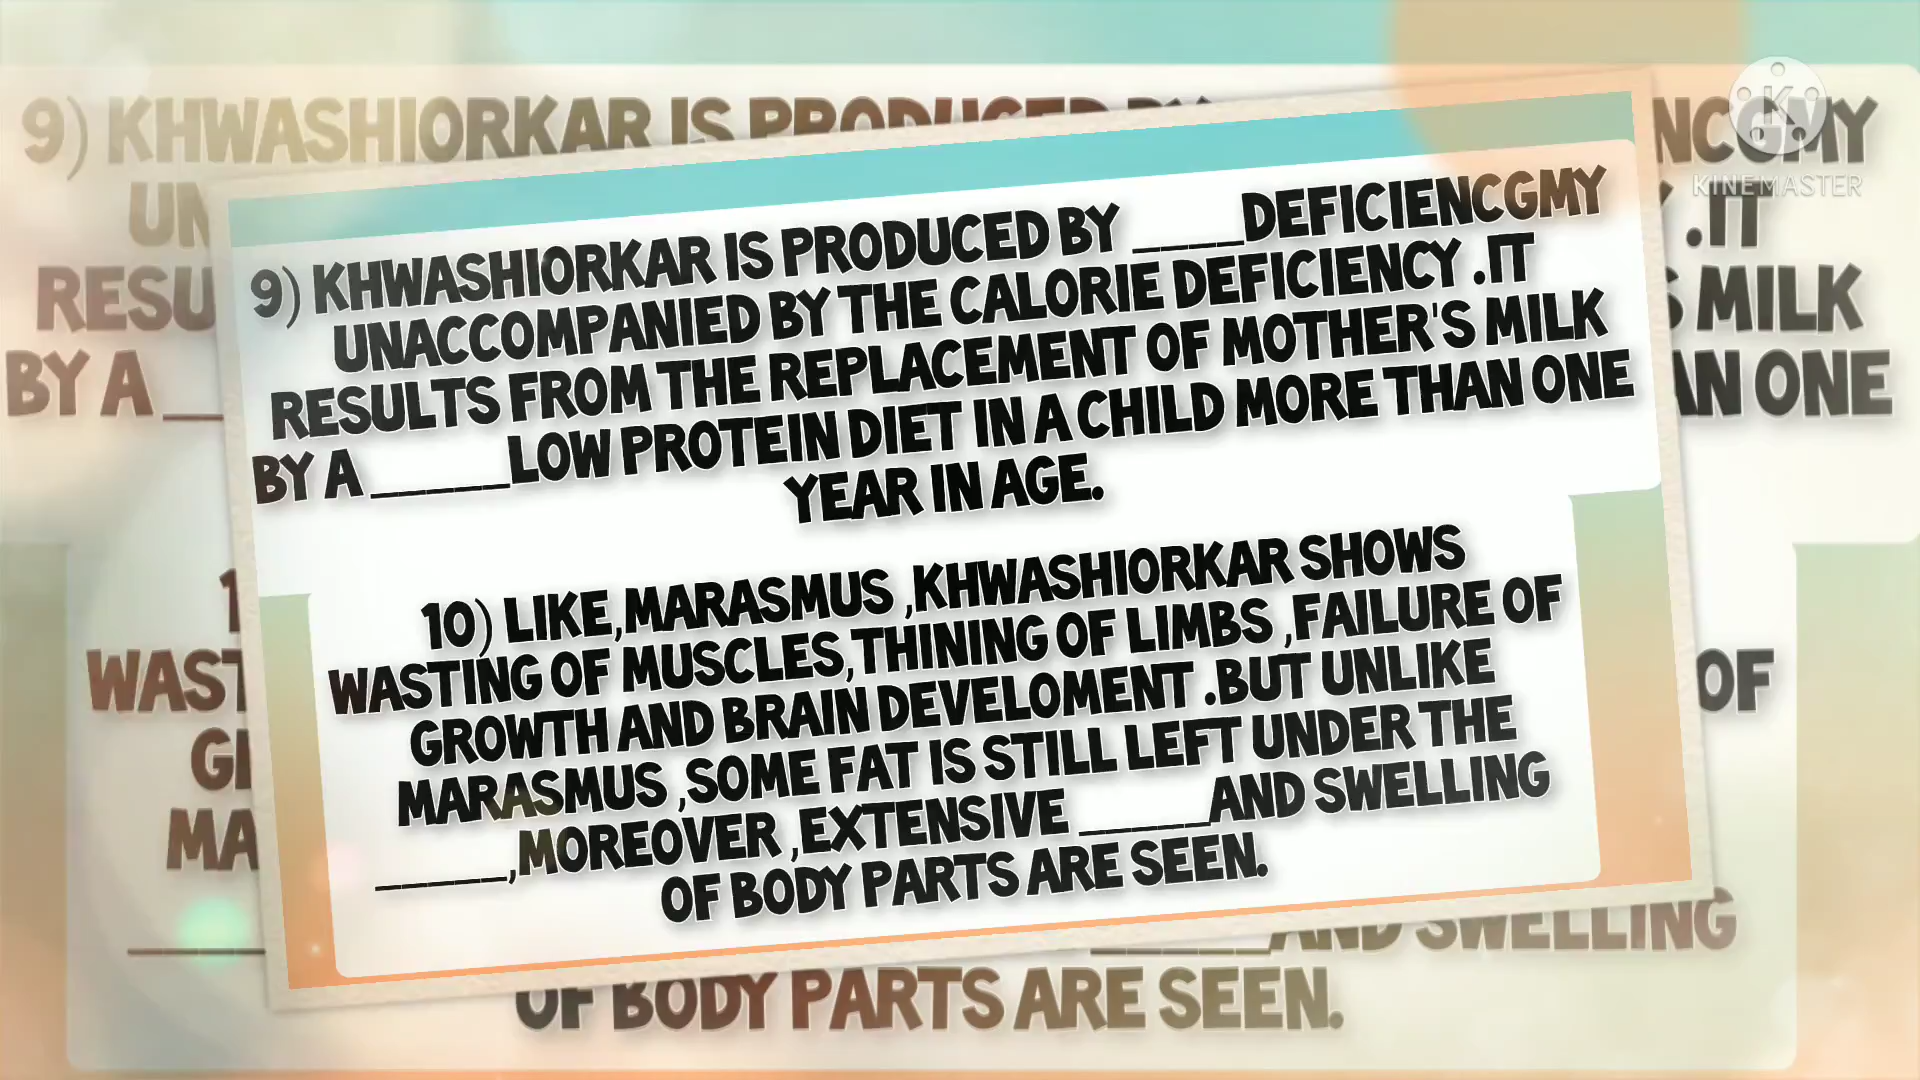 9) KHWASHIORKAR IS PRODUCED BY ____DEFICIENCGMY
UNACCOMPANIED BY THE CALORIE DEFICIENCY .IT
RESULTS FROM THE REPLACEMENT OF MOTHER'S MILK
BY A _____LOW PROTEIN DIET IN A CHILD MORE THAN ONE
YEAR IN AGE.
10) LIKE,MARASMUS ,KHWASHIORKAR SHOWS
WASTING OF MUSCLES,THINING OF LIMBS ,FAILURE OF
GROWTH AND BRAIN DEVELOMENT .BUT UNLIKE
MARASMUS ,SOME FAT IS STILL LEFT UNDER THE
_____,MOREOVER ,EXTENSIVE _____AND SWELLING
OF BODY PARTS ARE SEEN.
KINEMASTER